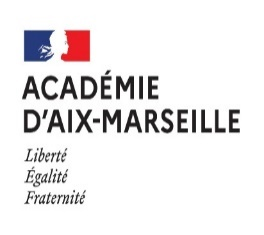 ACADÉMIE
D'AIX-MARSEILLE
Liberté
Égalité
Fraternité